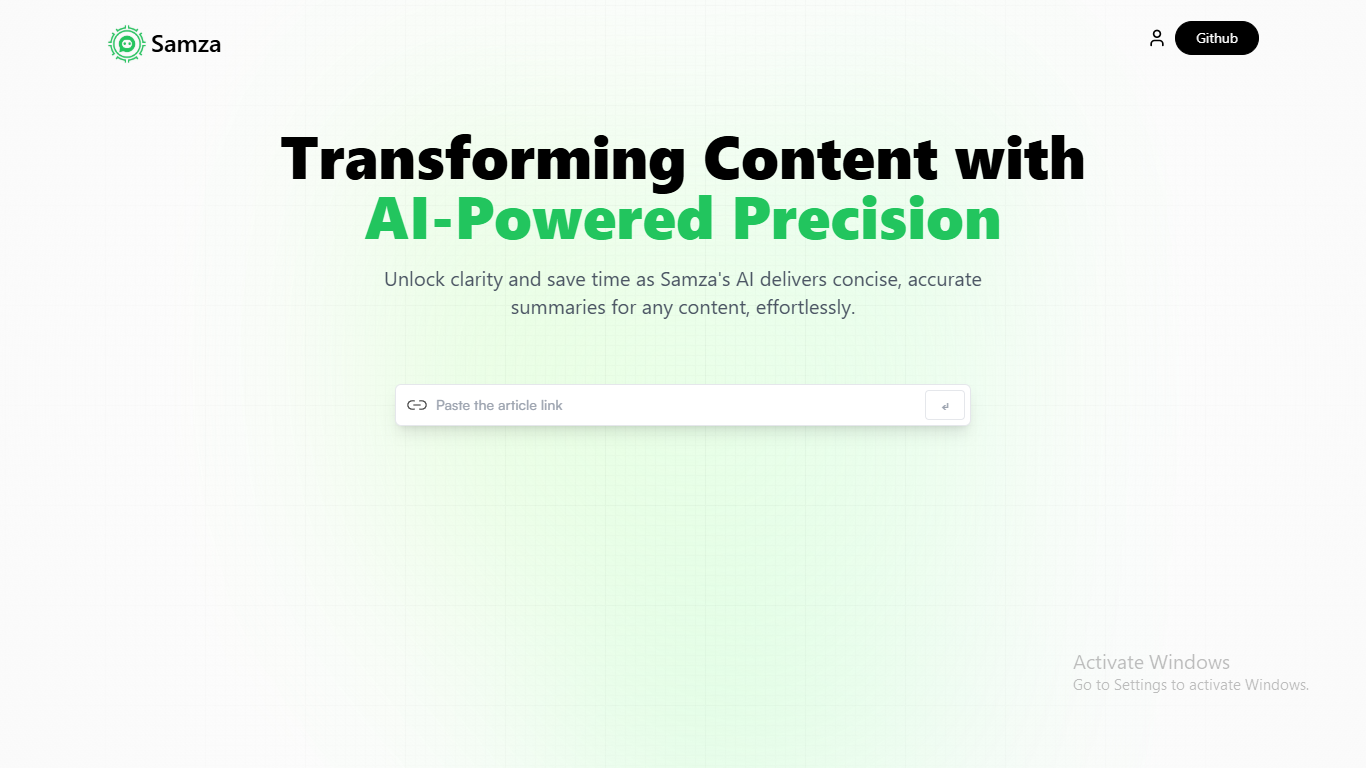 Samza
Github
Transforming Content with
AI-Powered Precision
Unlock clarity and save time as Samza's AI delivers concise, accurate
summaries for any content, effortlessly.
Paste the article link
↵
Activate Windows
Go to Settings to activate Windows.